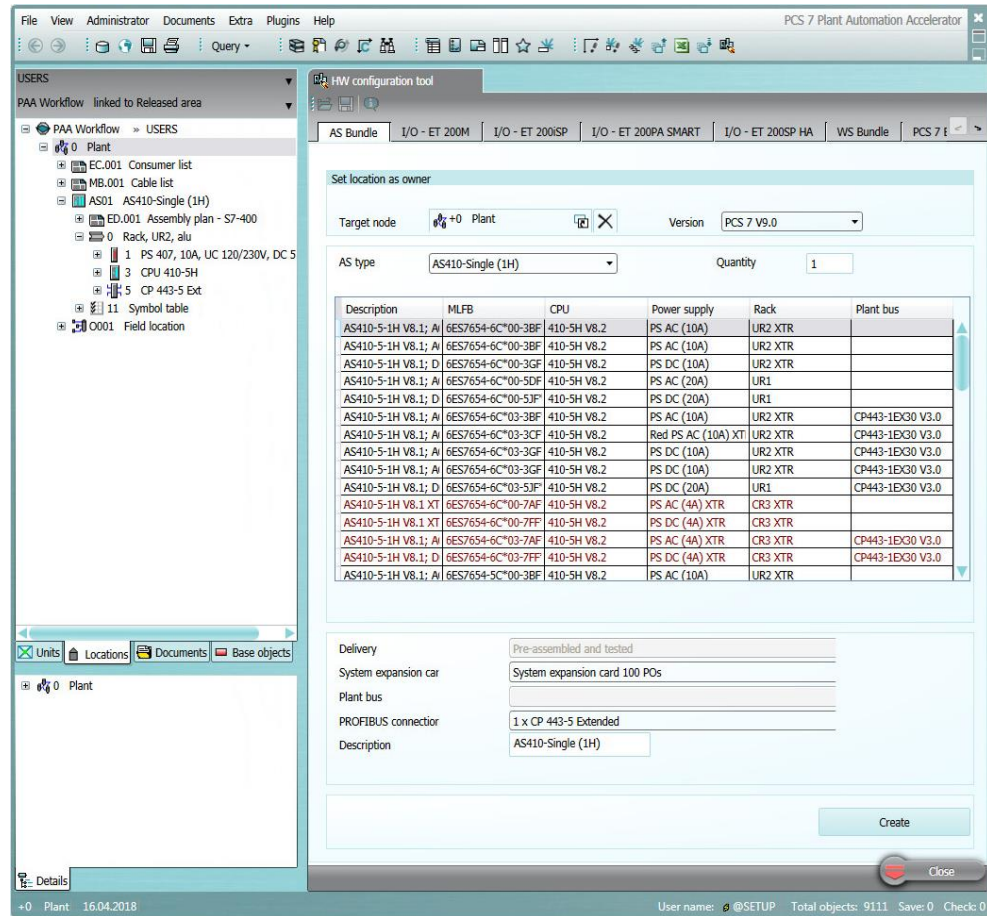 File View Administrator Documents Extra Plugins Help
PCS 7 Plant Automation Accelerator
Query
USERS
PAA Workflow linked to Released area
PAA Workflow » USERS
0 Plant
EC.001 Consumer list
MB.001 Cable list
AS01 AS410-Single (1H)
ED.001 Assembly plan - S7-400
0 Rack, UR2, alu
1 PS 407, 10A, UC 120/230V, DC 5
3 CPU 410-5H
5 CP 443-5 Ext
11 Symbol table
O001 Field location
Units Locations Documents Base objects
0 Plant
Details
HW configuration tool
AS Bundle I/O - ET 200M I/O - ET 200iSP I/O - ET 200PA SMART I/O - ET 200SP HA WS Bundle PCS 7 E
Set location as owner
Target node +0 Plant Version PCS 7 V9.0
AS type AS410-Single (1H) Quantity 1
Description MLFB CPU Power supply Rack Plant bus
AS410-5-1H V8.1; A 6ES7654-6C*00-3BF 410-5H V8.2 PS AC (10A) UR2 XTR
AS410-5-1H V8.1; A 6ES7654-6C*00-3BF 410-5H V8.2 PS AC (10A) UR2 XTR
AS410-5-1H V8.1; D 6ES7654-6C*00-3GF 410-5H V8.2 PS DC (10A) UR2 XTR
AS410-5-1H V8.1; A 6ES7654-6C*00-5DF 410-5H V8.2 PS AC (20A) UR1
AS410-5-1H V8.1; D 6ES7654-6C*00-5JF 410-5H V8.2 PS DC (20A) UR1
AS410-5-1H V8.1; A 6ES7654-6C*03-3BF 410-5H V8.2 PS AC (10A) UR2 XTR CP443-1EX30 V3.0
AS410-5-1H V8.1; A 6ES7654-6C*03-3CF 410-5H V8.2 Red PS AC (10A) XT UR2 XTR CP443-1EX30 V3.0
AS410-5-1H V8.1; A 6ES7654-6C*03-3GF 410-5H V8.2 PS DC (10A) UR2 XTR CP443-1EX30 V3.0
AS410-5-1H V8.1; A 6ES7654-6C*03-3GF 410-5H V8.2 PS DC (10A) UR2 XTR CP443-1EX30 V3.0
AS410-5-1H V8.1; D 6ES7654-6C*03-5JF 410-5H V8.2 PS DC (20A) UR1 CP443-1EX30 V3.0
AS410-5-1H V8.1 XT 6ES7654-6C*00-7AF 410-5H V8.2 PS AC (4A) XTR CR3 XTR
AS410-5-1H V8.1 XT 6ES7654-6C*00-7FF 410-5H V8.2 PS DC (4A) XTR CR3 XTR
AS410-5-1H V8.1; A 6ES7654-6C*03-7AF 410-5H V8.2 PS AC (4A) XTR CR3 XTR CP443-1EX30 V3.0
AS410-5-1H V8.1; D 6ES7654-6C*03-7FF 410-5H V8.2 PS DC (4A) XTR CR3 XTR CP443-1EX30 V3.0
AS410-5-1H V8.1; A 6ES7654-5C*00-3BF 410-5H V8.2 PS AC (10A) UR2 XTR
Delivery Pre-assembled and tested
System expansion car System expansion card 100 POs
Plant bus
PROFIBUS connection 1 x CP 443-5 Extended
Description AS410-Single (1H)
Create
Close
+0 Plant 16.04.2018
User name: @SETUP Total objects: 9111 Save: 0 Check: 0